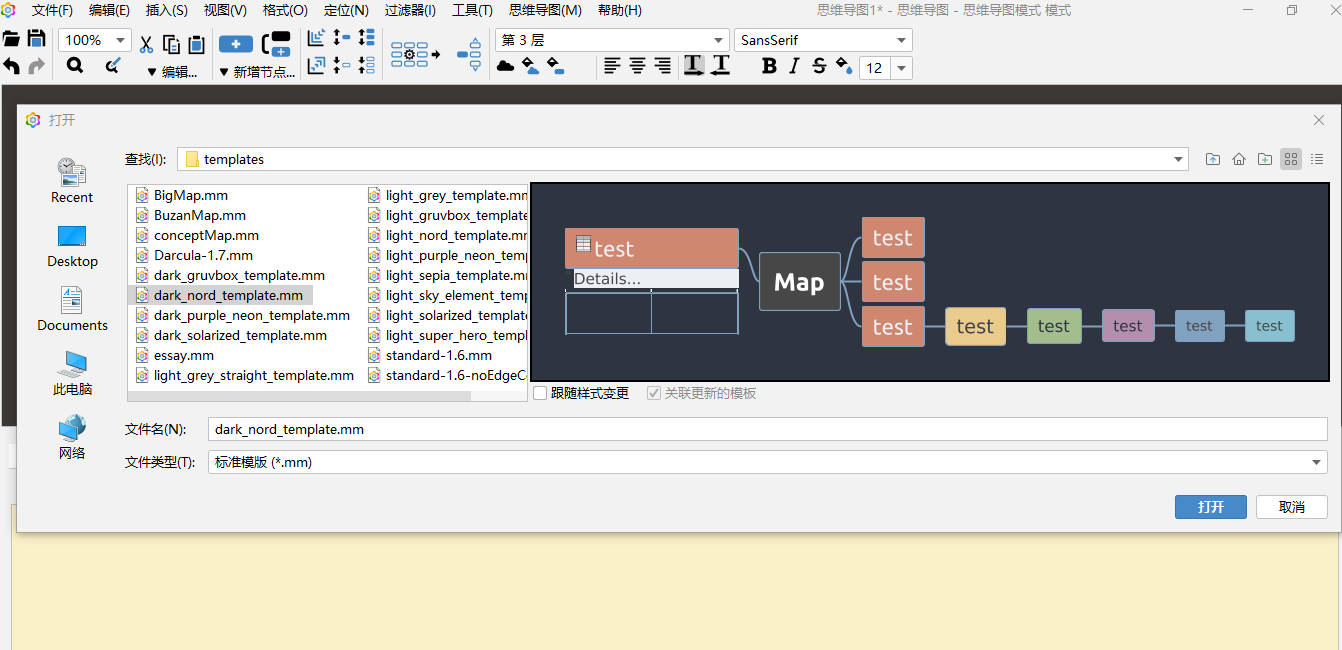 文件(F) 编辑(E) 插入(S) 视图(V) 格式(O) 定位(N) 过滤器(I) 工具(T) 思维导图(M) 帮助(H) 思维导图1* - 思维导图 - 思维导图模式 模式
100% 第 3 层 SansSerif
编辑... 新增节点... B I S 12
打开
查找(I): templates
Recent
Desktop
Documents
此电脑
网络
BigMap.mm
BuzanMap.mm
conceptMap.mm
Darcula-1.7.mm
dark_gruvbox_template.mm
dark_nord_template.mm
dark_purple_neon_template.mm
dark_solarized_template.mm
essay.mm
light_grey_straight_template.mm
light_grey_template.mm
light_gruvbox_template
light_nord_template.mm
light_purple_neon_temp
light_sepia_template.mm
light_sky_element_temp
light_solarized_template
light_super_hero_templ
standard-1.6.mm
standard-1.6-noEdgeC
test
Details...
Map
test
test
test test test test test test
跟随样式变更 关联更新的模板
文件名(N): dark_nord_template.mm
文件类型(T): 标准模版 (*.mm)
打开 取消